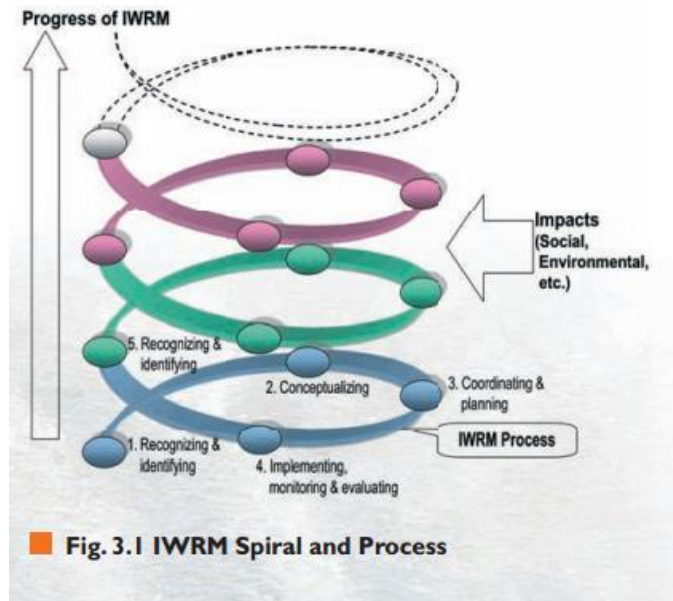 Progress of IWRM
Impacts
(Social,
Environmental,
etc.)
5. Recognizing &
identifying
2. Conceptualizing
3. Coordinating &
planning
1. Recognizing &
identifying
4. Implementing,
monitoring & evaluating
IWRM Process
Fig. 3.1 IWRM Spiral and Process